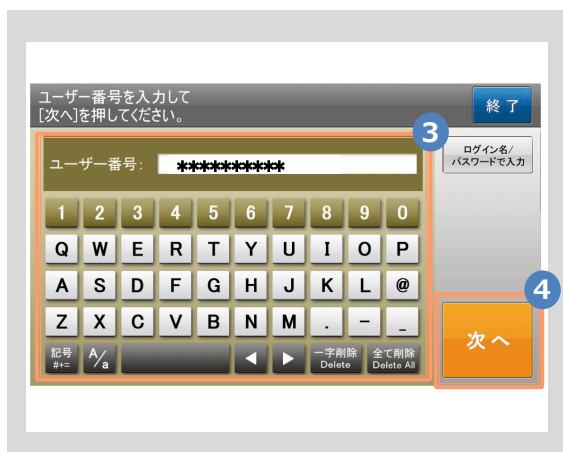 ユーザー番号を入力して
[次へ]を押してください。
終了
3
ログイン名/
パスワードで入力
ユーザー番号: **********
1 2 3 4 5 6 7 8 9 0
Q W E R T Y U I O P
A S D F G H J K L @
Z X C V B N M . - _
記号
#+=
A/a
◀ ▶
一字削除
Delete
全て削除
Delete All
4
次へ